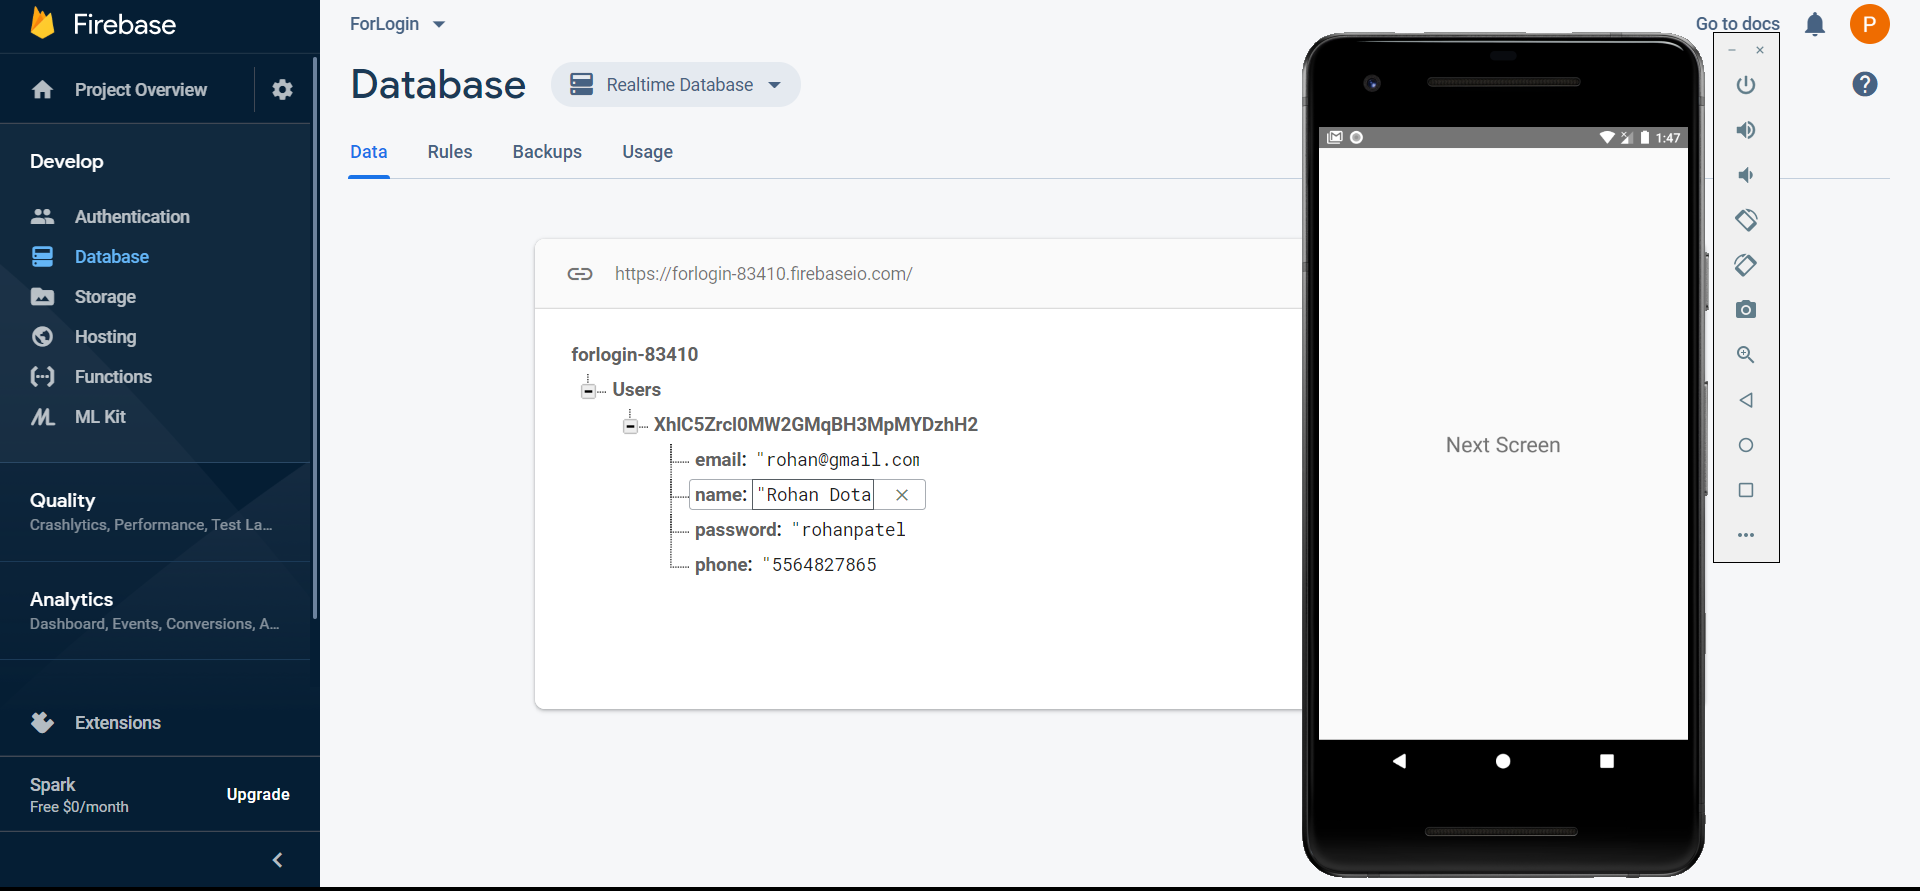 Firebase
Project Overview
Develop
Authentication
Database
Storage
Hosting
Functions
ML Kit
Quality
Crashlytics, Performance, Test La...
Analytics
Dashboard, Events, Conversions, A...
Extensions
Spark
Free $0/month
Upgrade
ForLogin
Go to docs
P
Database
Realtime Database
?
Data
Rules
Backups
Usage
https://forlogin-83410.firebaseio.com/
forlogin-83410
Users
XhlC5Zrcl0MW2GMqBH3MpMYDzhH2
email: "rohan@gmail.com
name: "Rohan Dota
password: "rohanpatel
phone: "5564827865
1:47
Next Screen